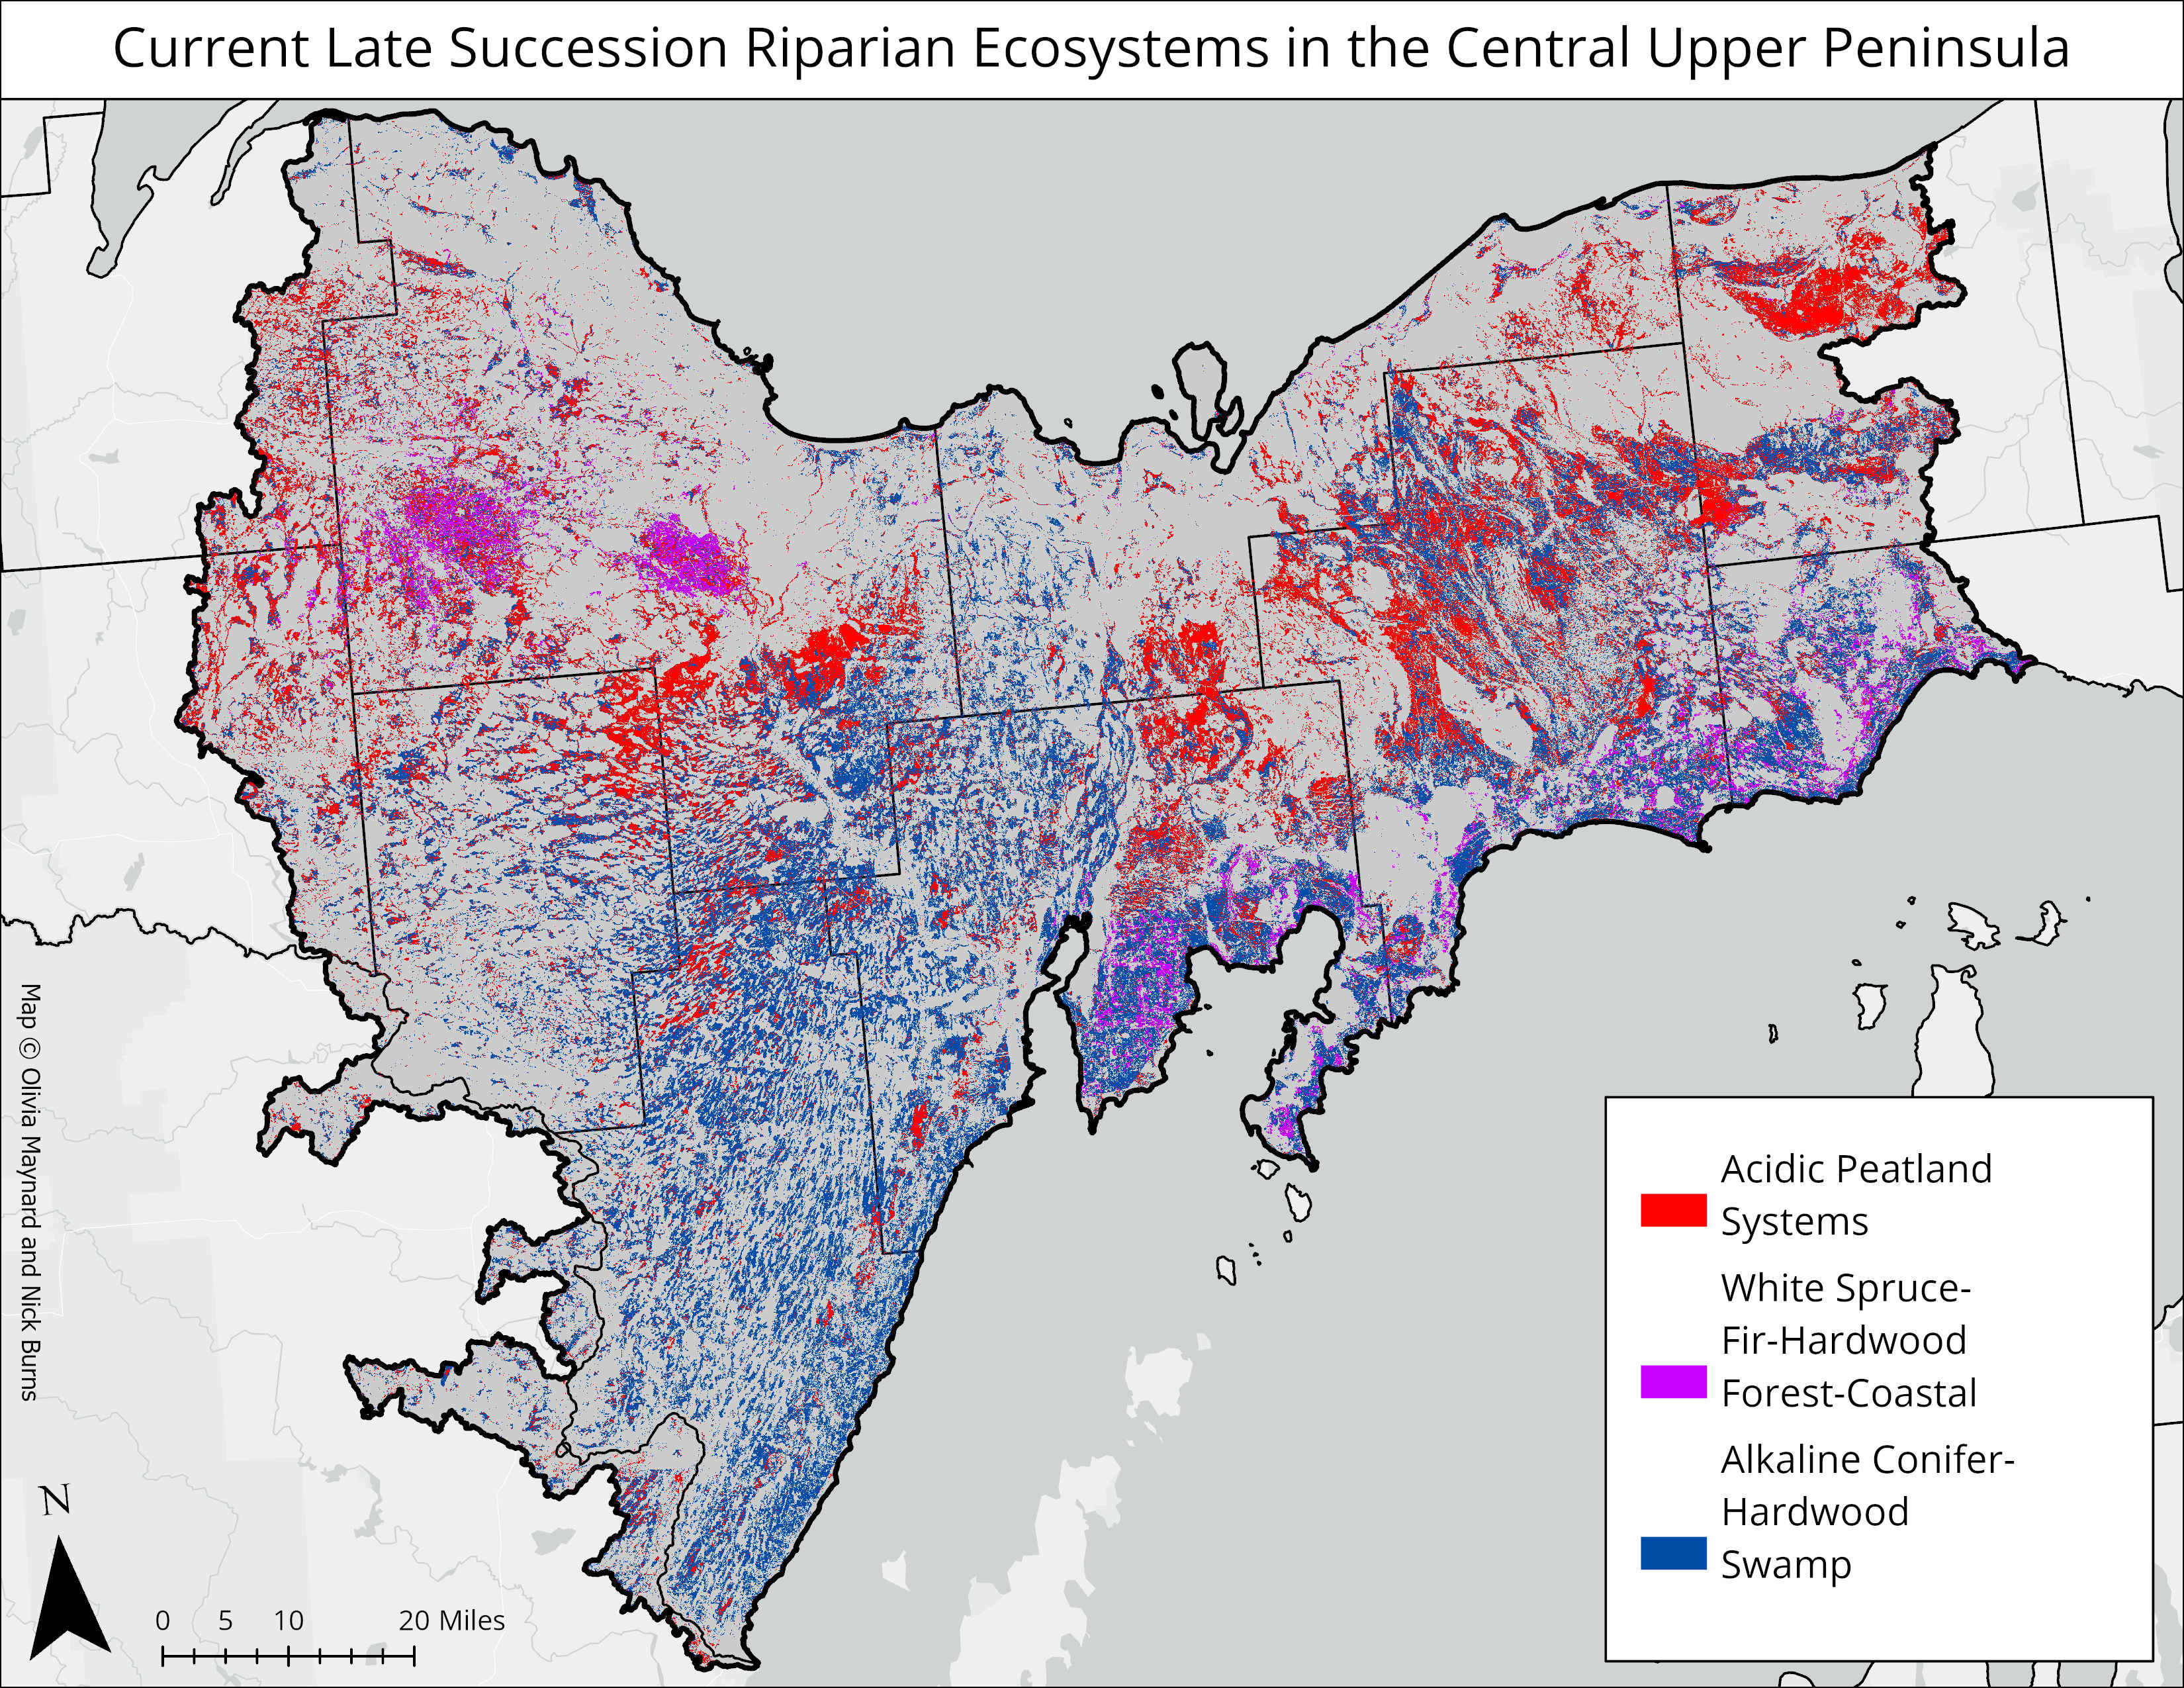 Current Late Succession Riparian Ecosystems in the Central Upper Peninsula
Map © Olivia Maynard and Nick Burns
N
0 5 10 20 Miles
Acidic Peatland
Systems
White Spruce-
Fir-Hardwood
Forest-Coastal
Alkaline Conifer-
Hardwood
Swamp